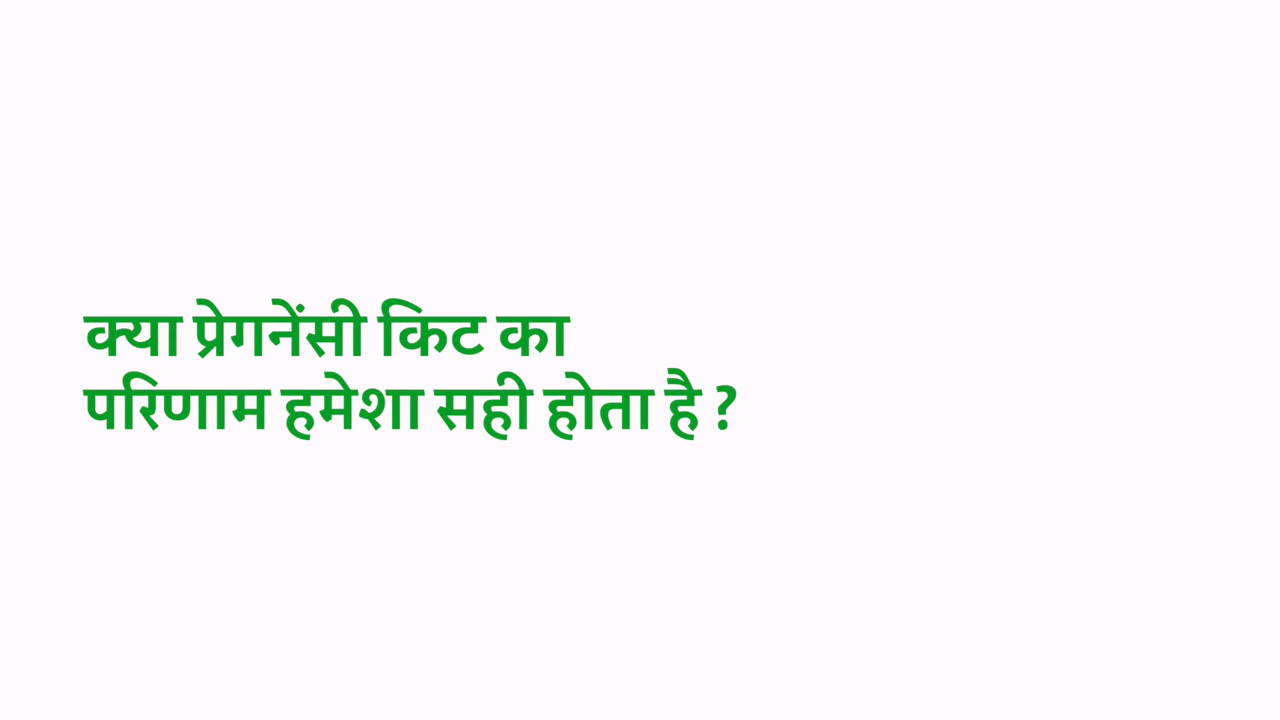 क्या प्रेगनेंसी किट का
परिणाम हमेशा सही होता है ?